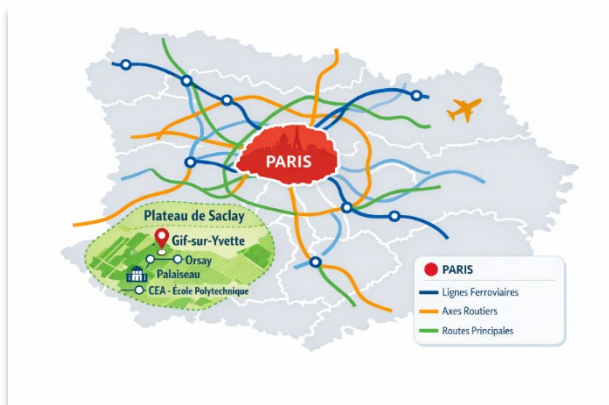 PARIS
Plateau de Saclay
Gif-sur-Yvette
Orsay
Palaiseau
CEA - École Polytechnique
PARIS
Lignes Ferroviaires
Axes Routiers
Routes Principales